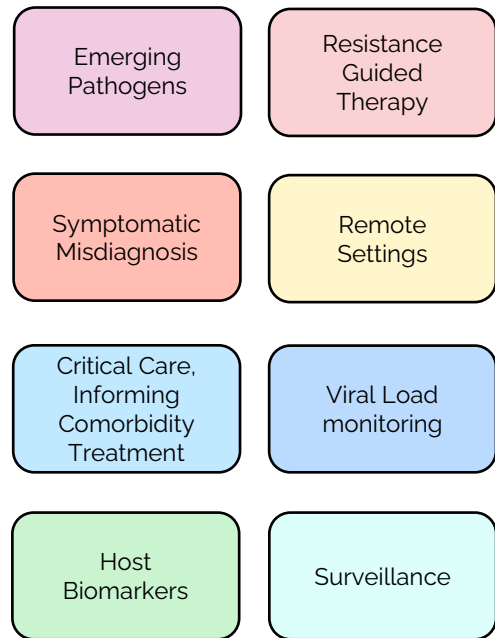 Emerging
Pathogens
Resistance
Guided
Therapy
Symptomatic
Misdiagnosis
Remote
Settings
Critical Care,
Informing
Comorbidity
Treatment
Viral Load
monitoring
Host
Biomarkers
Surveillance